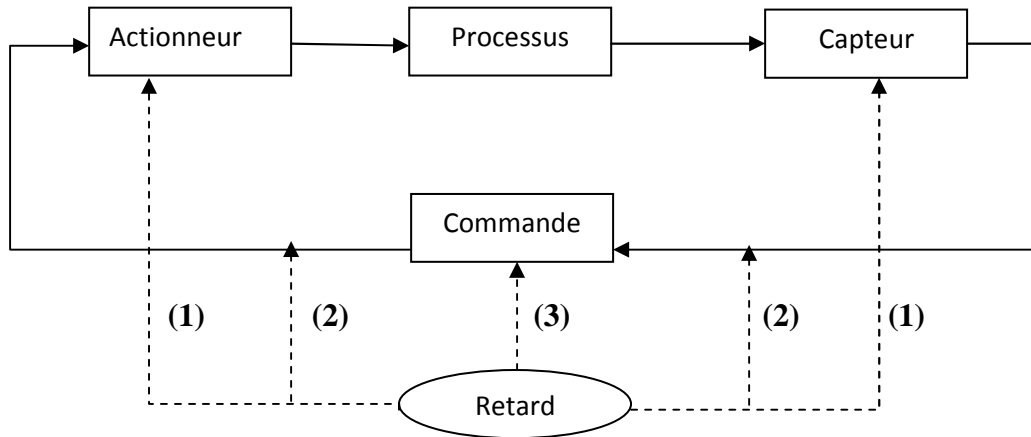 Actionneur
Processus
Capteur
Commande
(1)
(2)
(3)
(2)
(1)
Retard